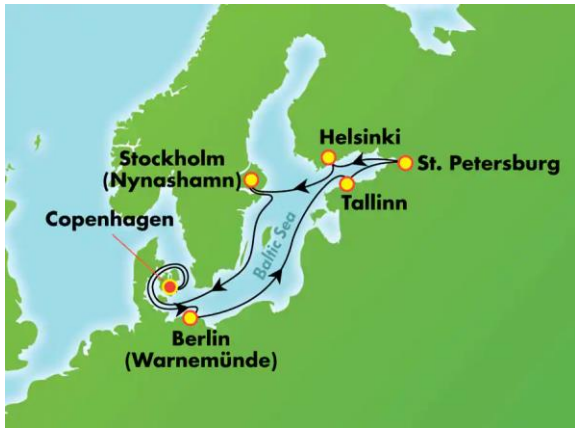 Helsinki
St. Petersburg
Stockholm
(Nynashamn)
Tallinn
Copenhagen
Baltic Sea
Berlin
(Warnemünde)